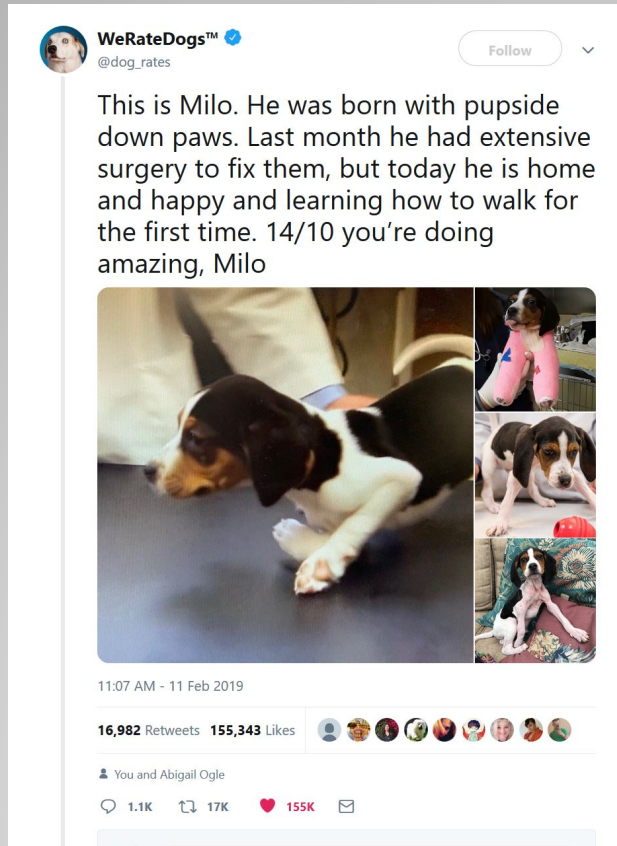 WeRateDogs™
Follow
@dog_rates
This is Milo. He was born with pupside
down paws. Last month he had extensive
surgery to fix them, but today he is home
and happy and learning how to walk for
the first time. 14/10 you’re doing
amazing, Milo
11:07 AM - 11 Feb 2019
16,982 Retweets 155,343 Likes
You and Abigail Ogle
1.1K 17K 155K